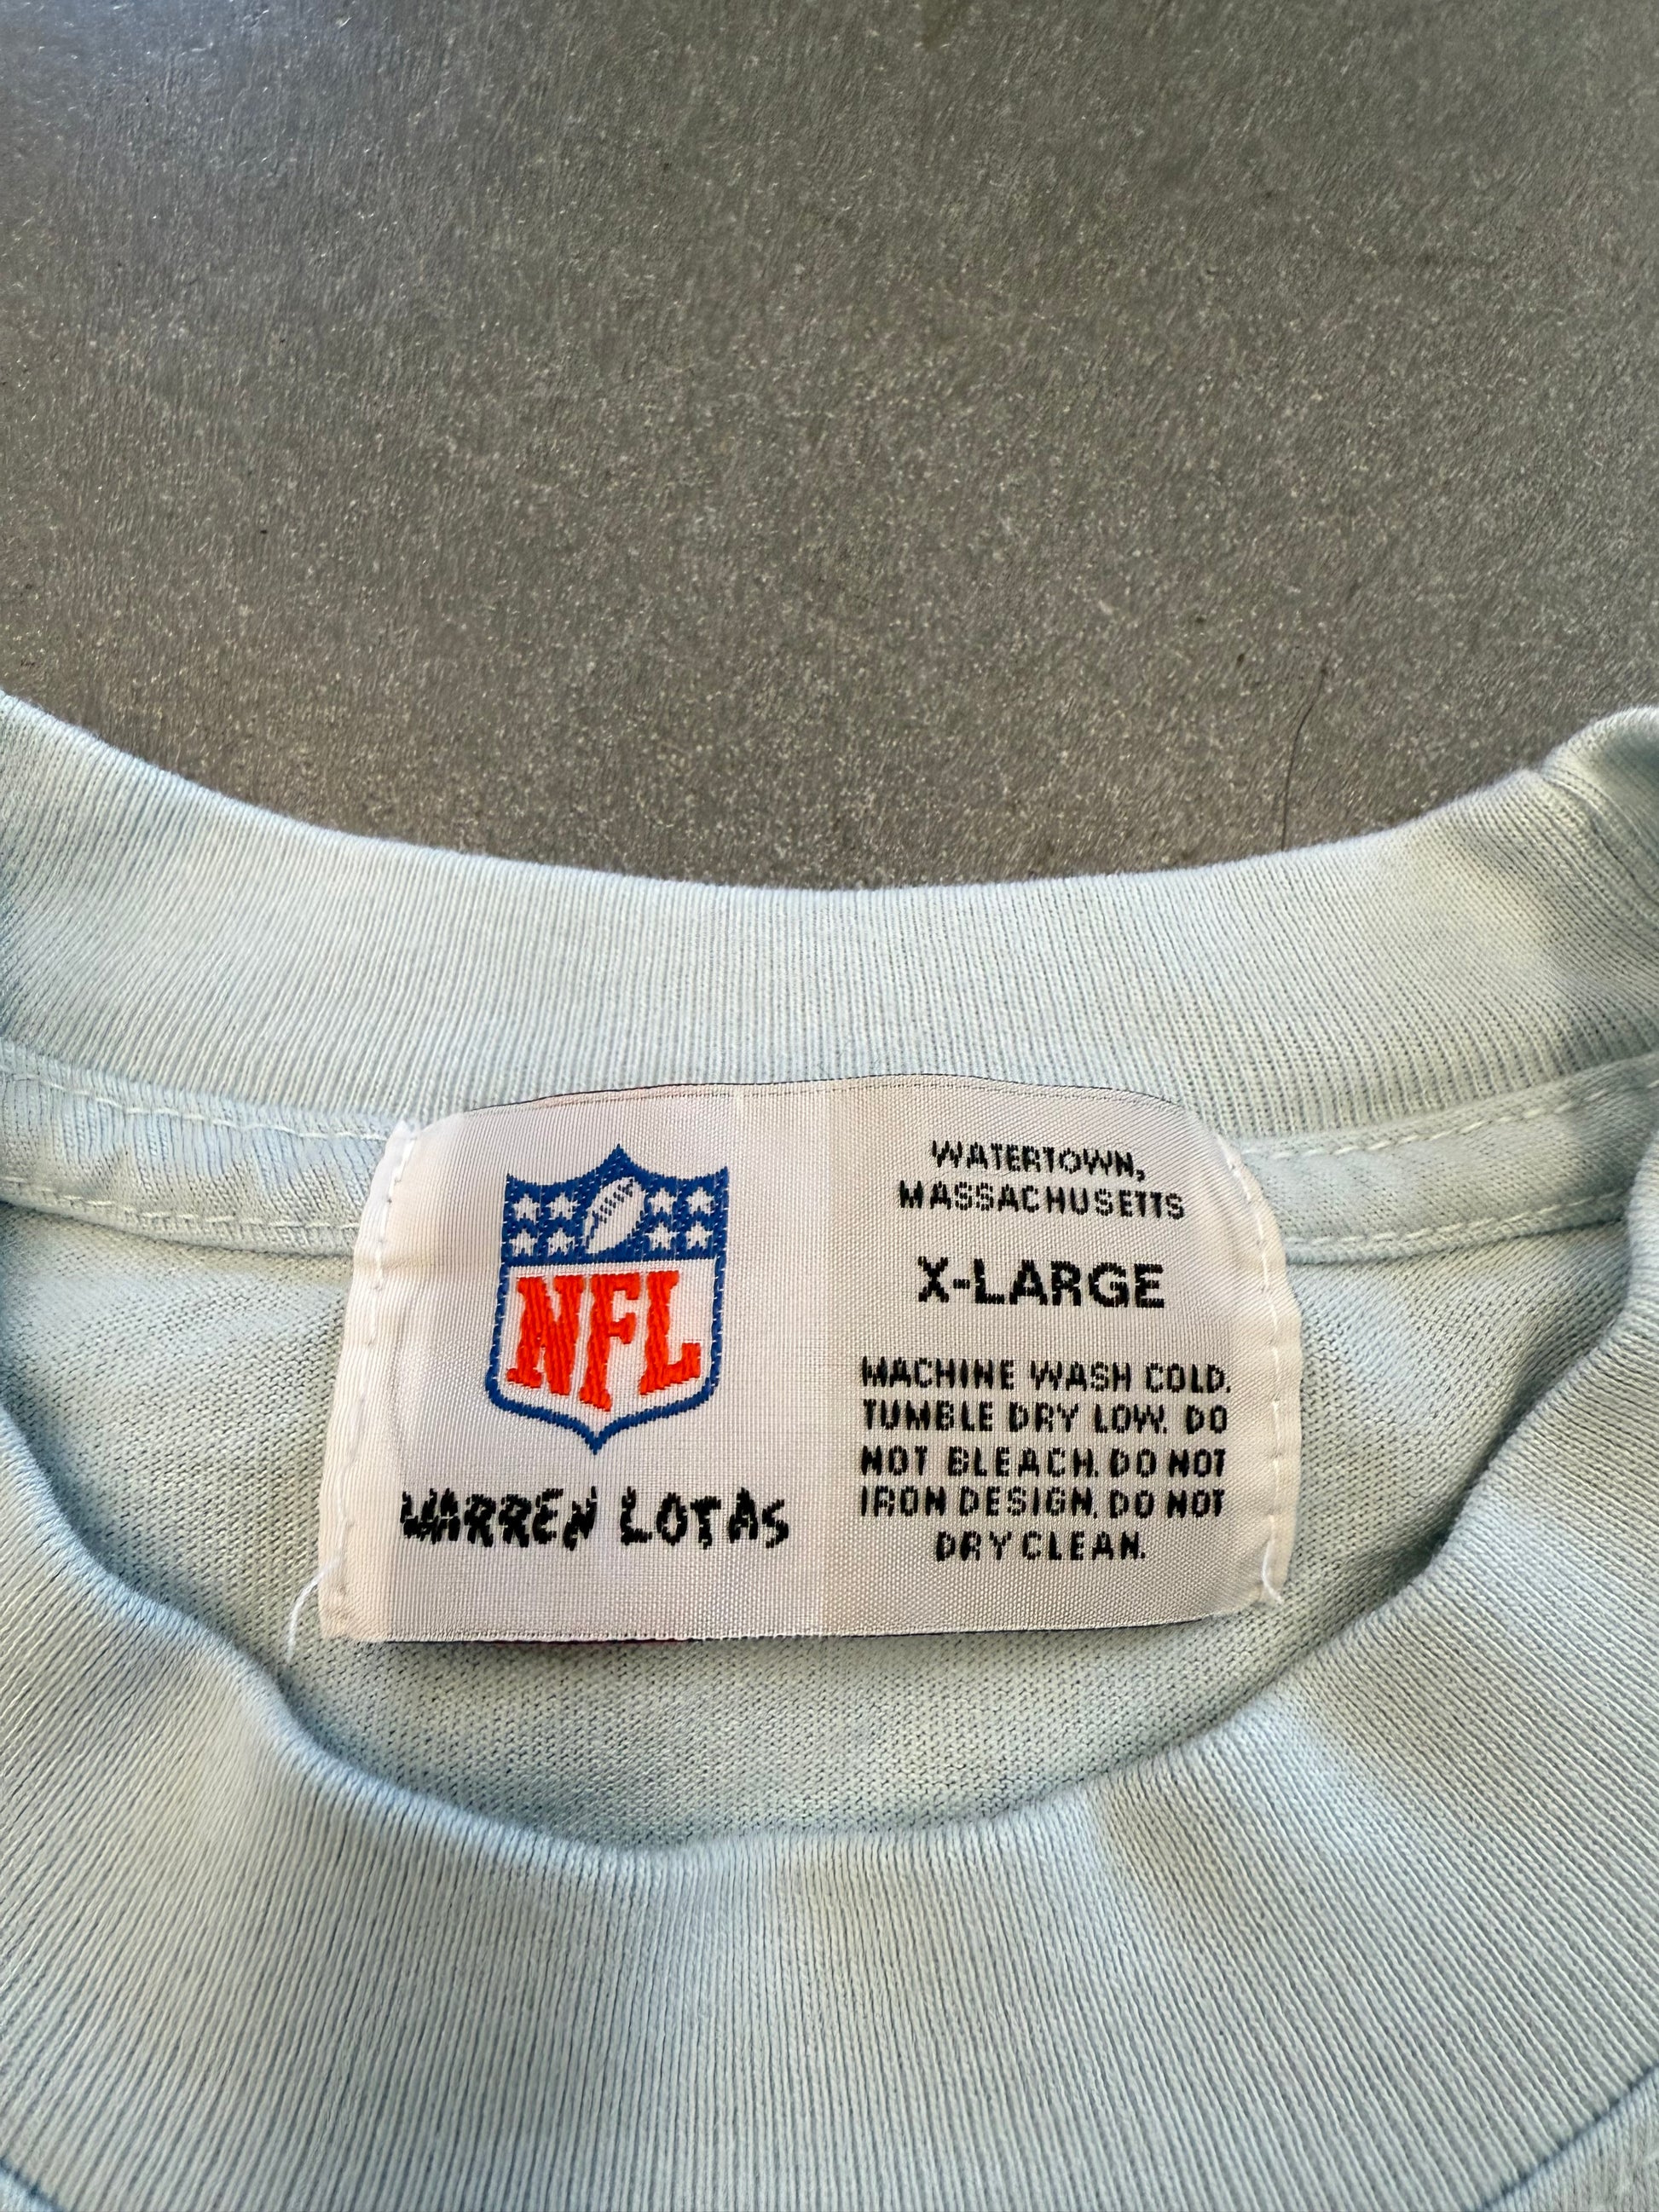 NFL
WARREN LOTAS
WATERTOWN,
MASSACHUSETTS
X-LARGE
MACHINE WASH COLD.
TUMBLE DRY LOW. DO
NOT BLEACH. DO NOT
IRON DESIGN. DO NOT
DRY CLEAN.